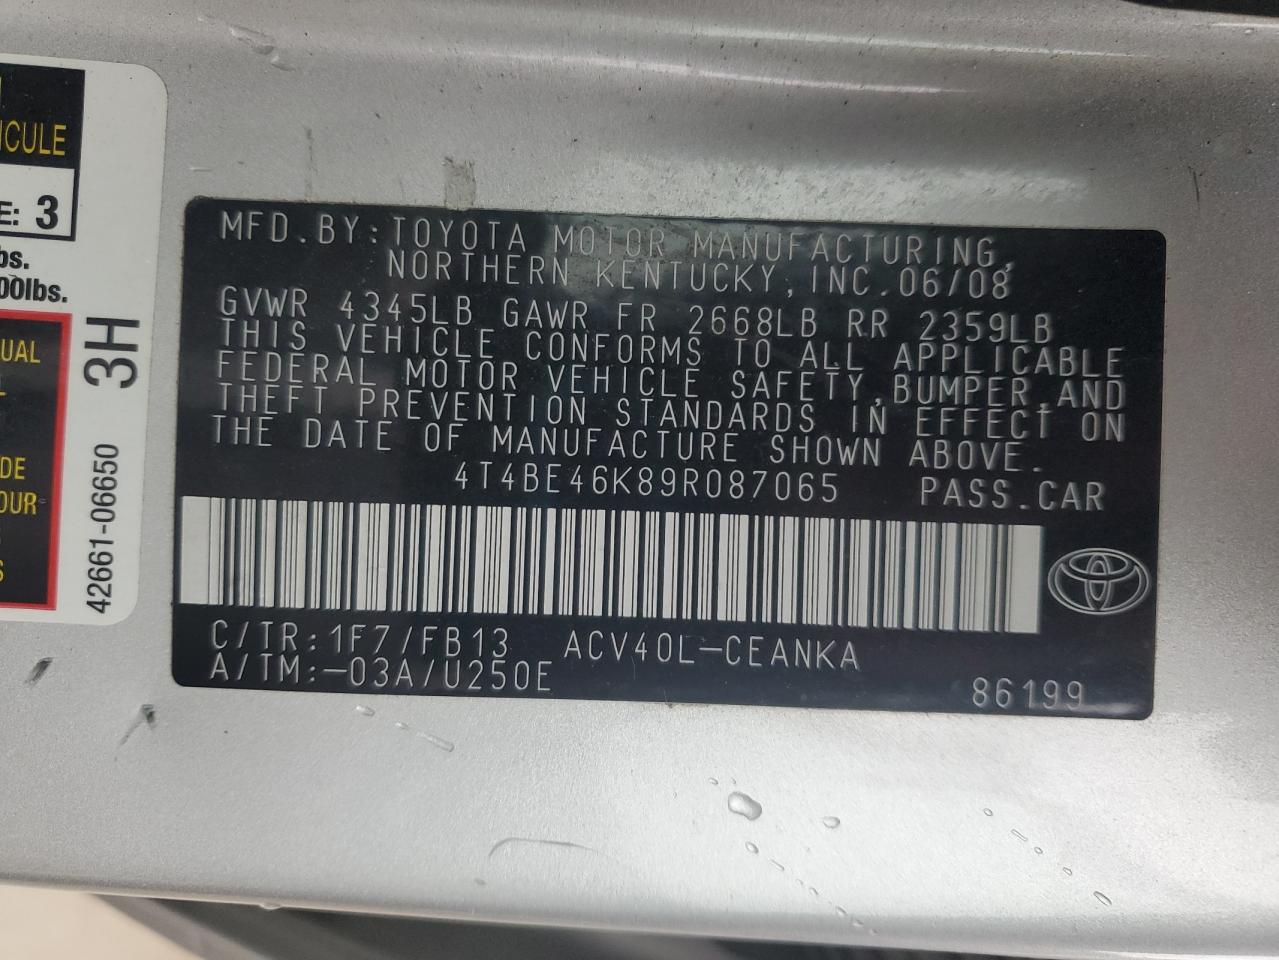 ICULE
E: 3
bs.
00lbs.
UAL
DE
OUR
S
3H
42661-06650
MFD.BY:TOYOTA MOTOR MANUFACTURING,
NORTHERN KENTUCKY, INC. 06/08
GVWR 4345LB GAWR FR 2668LB RR 2359LB
THIS VEHICLE CONFORMS TO ALL APPLICABLE
FEDERAL MOTOR VEHICLE SAFETY, BUMPER, AND
THEFT PREVENTION STANDARDS IN EFFECT ON
THE DATE OF MANUFACTURE SHOWN ABOVE.
4T4BE46K89R087065 PASS.CAR
C/TR:1F7/FB13 ACV40L-CEANKA
A/TM:-03A/U250E
86199